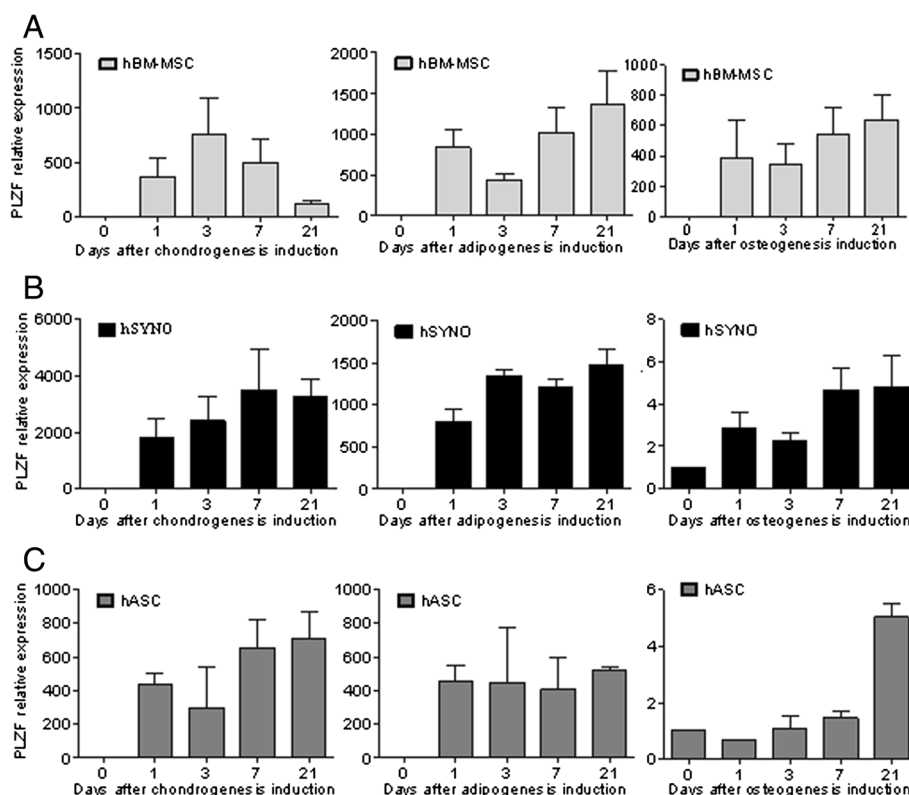 A
PLZF relative expression
1500
1000
500
0
hBM-MSC
0 1 3 7 21
Days after chondrogenesis induction
2000
1500
1000
500
0
hBM-MSC
0 1 3 7 21
Days after adipogenesis induction
1000
800
600
400
200
0
hBM-MSC
0 1 3 7 21
Days after osteogenesis induction
B
PLZF relative expression
6000
4000
2000
0
hSYNO
0 1 3 7 21
Days after chondrogenesis induction
2000
1500
1000
500
0
hSYNO
0 1 3 7 21
Days after adipogenesis induction
8
6
4
2
0
hSYNO
0 1 3 7 21
Days after osteogenesis induction
C
PLZF relative expression
1000
800
600
400
200
0
hASC
0 1 3 7 21
Days after chondrogenesis induction
1000
800
600
400
200
0
hASC
0 1 3 7 21
Days after adipogenesis induction
6
4
2
0
hASC
0 1 3 7 21
Days after osteogenesis induction